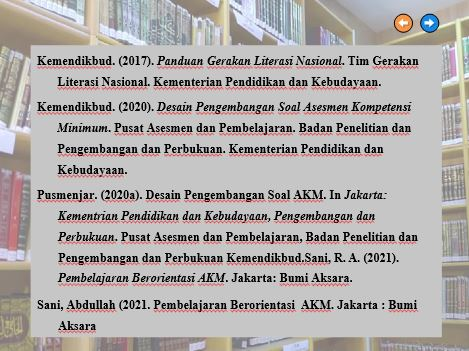 Kemendikbud. (2017). Panduan Gerakan Literasi Nasional. Tim Gerakan
Literasi Nasional. Kementerian Pendidikan dan Kebudayaan.
Kemendikbud. (2020). Desain Pengembangan Soal Asesmen Kompetensi
Minimum. Pusat Asesmen dan Pembelajaran. Badan Penelitian dan
Pengembangan dan Perbukuan. Kementerian Pendidikan dan
Kebudayaan.
Pusmenjar. (2020a). Desain Pengembangan Soal AKM. In Jakarta:
Kementrian Pendidikan dan Kebudayaan, Pengembangan dan
Perbukuan. Pusat Asesmen dan Pembelajaran, Badan Penelitian dan
Pengembangan dan Perbukuan Kemendikbud.Sani, R. A. (2021).
Pembelajaran Berorientasi AKM. Jakarta: Bumi Aksara.
Sani, Abdullah (2021. Pembelajaran Berorientasi AKM. Jakarta : Bumi
Aksara